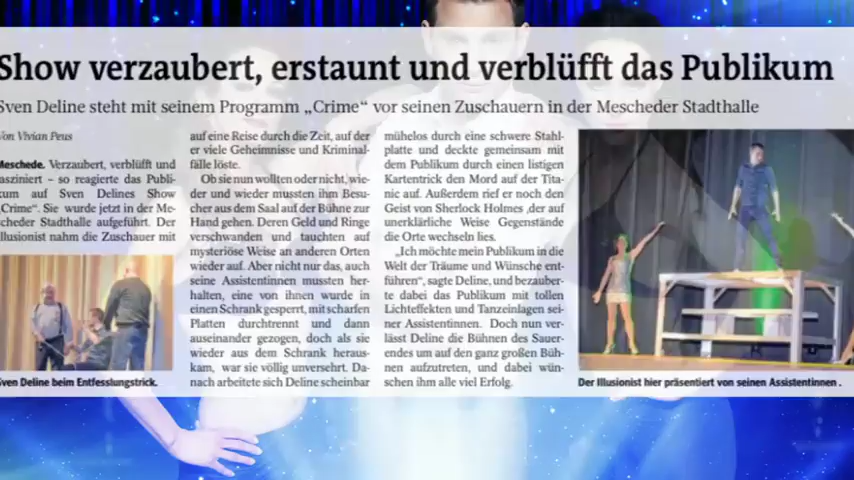 Show verzaubert, erstaunt und verblüfft das Publikum
Sven Deline steht mit seinem Programm „Crime“ vor seinen Zuschauern in der Mescheder Stadthalle
Von Vivian Peus
Meschede. Verzaubert, verblüfft und
fasziniert – so reagierte das Publi-
kum auf Sven Delines Show
„Crime“. Sie wurde jetzt in der Me-
scheder Stadthalle aufgeführt. Der
Illusionist nahm die Zuschauer mit
Sven Deline beim Entfesslungstrick.
auf eine Reise durch die Zeit, auf der
er viele Geheimnisse und Kriminal-
fälle löste.
Ob sie nun wollten oder nicht, wie-
der und wieder mussten ihm Besu-
cher aus dem Saal auf der Bühne zur
Hand gehen. Deren Geld und Ringe
verschwanden und tauchten auf
mysteriöse Weise an anderen Orten
wieder auf. Aber nicht nur das, auch
seine Assistentinnen mussten her-
halten, eine von ihnen wurde in
einen Schrank gesperrt, mit scharfen
Platten durchtrennt und dann
auseinander gezogen, doch als sie
wieder aus dem Schrank heraus-
kam, war sie völlig unversehrt. Da-
nach arbeitete sich Deline scheinbar
mühelos durch eine schwere Stahl-
platte und deckte gemeinsam mit
dem Publikum durch einen listigen
Kartentrick den Mord auf der Tita-
nic auf. Außerdem rief er noch den
Geist von Sherlock Holmes ,der auf
unerklärliche Weise Gegenstände
die Orte wechseln lies.
„Ich möchte mein Publikum in die
Welt der Träume und Wünsche ent-
führen“, sagte Deline, und bezauber-
te dabei das Publikum mit tollen
Lichteffekten und Tanzeinlagen sei-
ner Assistentinnen. Doch nun ver-
lässt Deline die Bühnen des Sauer-
endes um auf den ganz großen Büh-
nen aufzutreten, und dabei wün-
schen ihm alle viel Erfolg.
Der Illusionist hier präsentiert von seinen Assistentinnen .